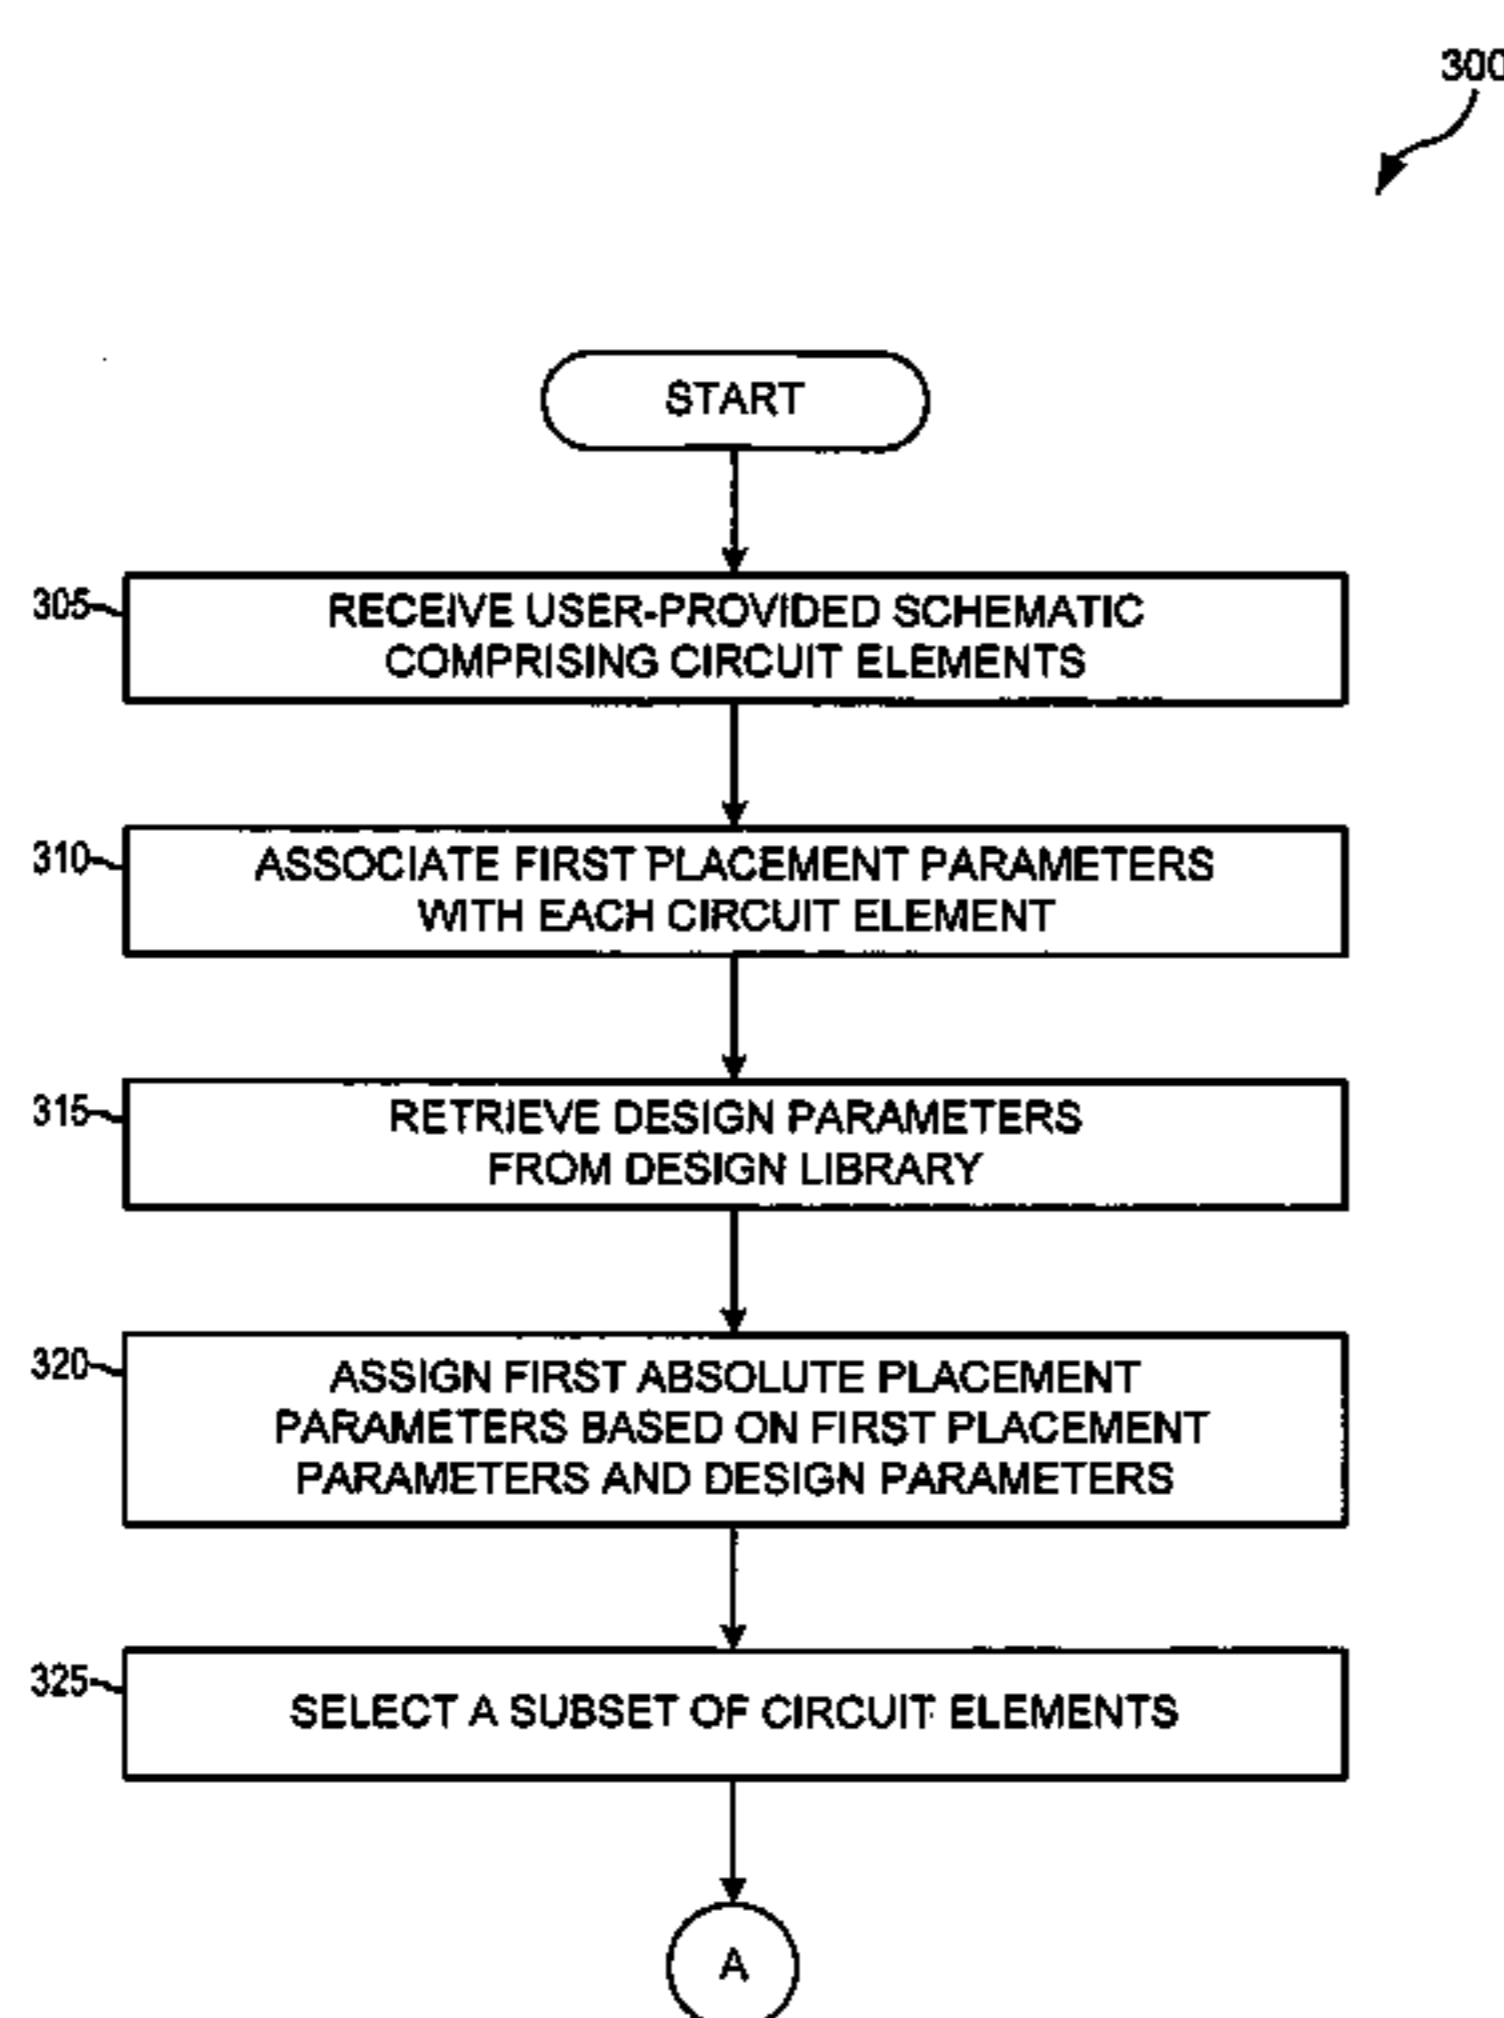 300
START
305
RECEIVE USER-PROVIDED SCHEMATIC
COMPRISING CIRCUIT ELEMENTS
310
ASSOCIATE FIRST PLACEMENT PARAMETERS
WITH EACH CIRCUIT ELEMENT
315
RETRIEVE DESIGN PARAMETERS
FROM DESIGN LIBRARY
320
ASSIGN FIRST ABSOLUTE PLACEMENT
PARAMETERS BASED ON FIRST PLACEMENT
PARAMETERS AND DESIGN PARAMETERS
325
SELECT A SUBSET OF CIRCUIT ELEMENTS
A